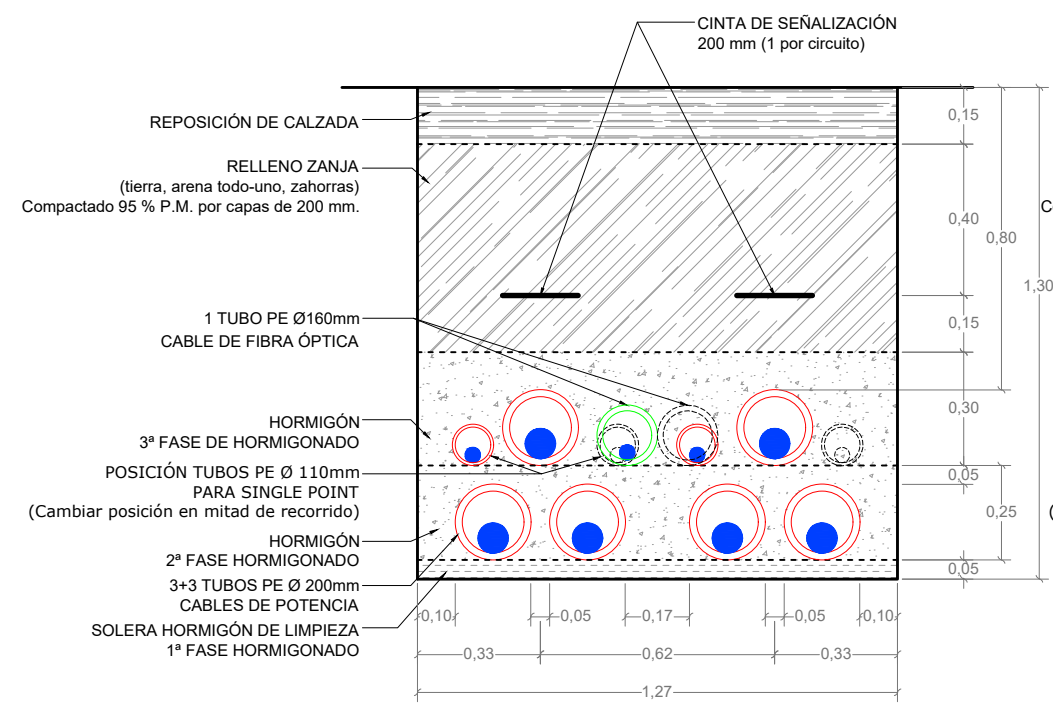 CINTA DE SEÑALIZACIÓN
200 mm (1 por circuito)
REPOSICIÓN DE CALZADA
RELLENO ZANJA
(tierra, arena todo-uno, zahorras)
Compactado 95 % P.M. por capas de 200 mm.
1 TUBO PE Ø160mm
CABLE DE FIBRA ÓPTICA
HORMIGÓN
3ª FASE DE HORMIGONADO
POSICIÓN TUBOS PE Ø 110mm
PARA SINGLE POINT
(Cambiar posición en mitad de recorrido)
HORMIGÓN
2ª FASE HORMIGONADO
3+3 TUBOS PE Ø 200mm
CABLES DE POTENCIA
SOLERA HORMIGÓN DE LIMPIEZA
1ª FASE HORMIGONADO
0,15
0,40
0,80
1,30
0,15
0,30
0,05
0,25
0,05
C
(
0,10
0,05
0,17
0,05
0,10
0,33
0,62
0,33
1,27